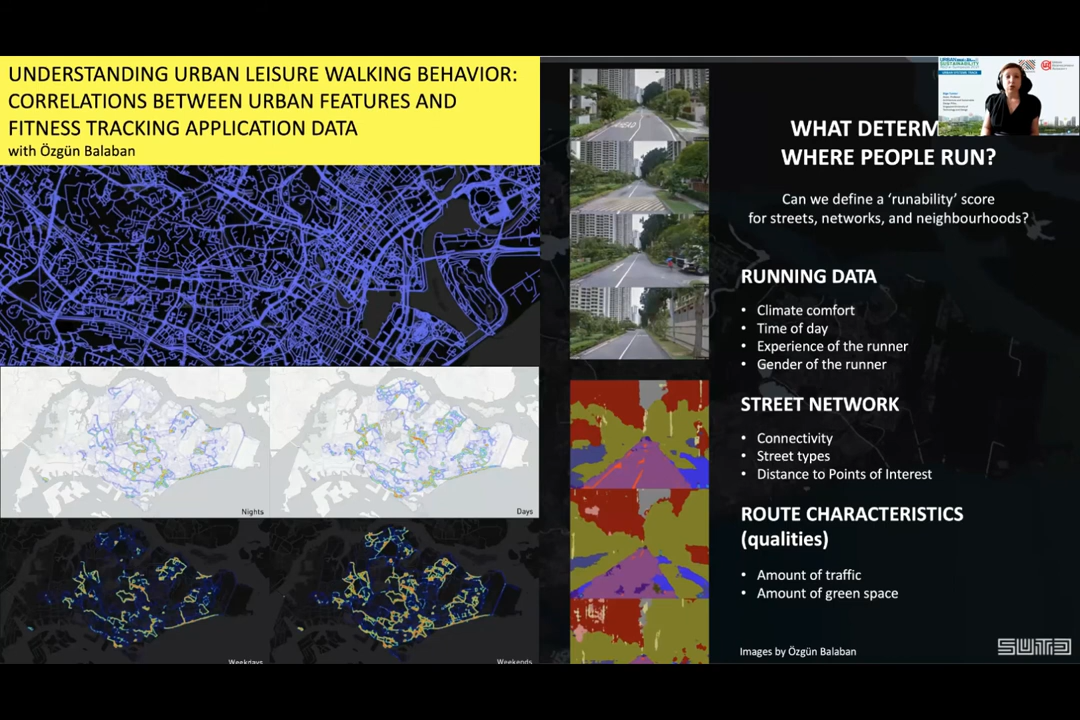 UNDERSTANDING URBAN LEISURE WALKING BEHAVIOR:
CORRELATIONS BETWEEN URBAN FEATURES AND
FITNESS TRACKING APPLICATION DATA
with Özgün Balaban
Nights
Days
Weekdays
Weekends
WHAT DETERM
WHERE PEOPLE RUN?
Can we define a ‘runability’ score
for streets, networks, and neighbourhoods?
RUNNING DATA
• Climate comfort
• Time of day
• Experience of the runner
• Gender of the runner
STREET NETWORK
• Connectivity
• Street types
• Distance to Points of Interest
ROUTE CHARACTERISTICS
(qualities)
• Amount of traffic
• Amount of green space
Images by Özgün Balaban
SUTD